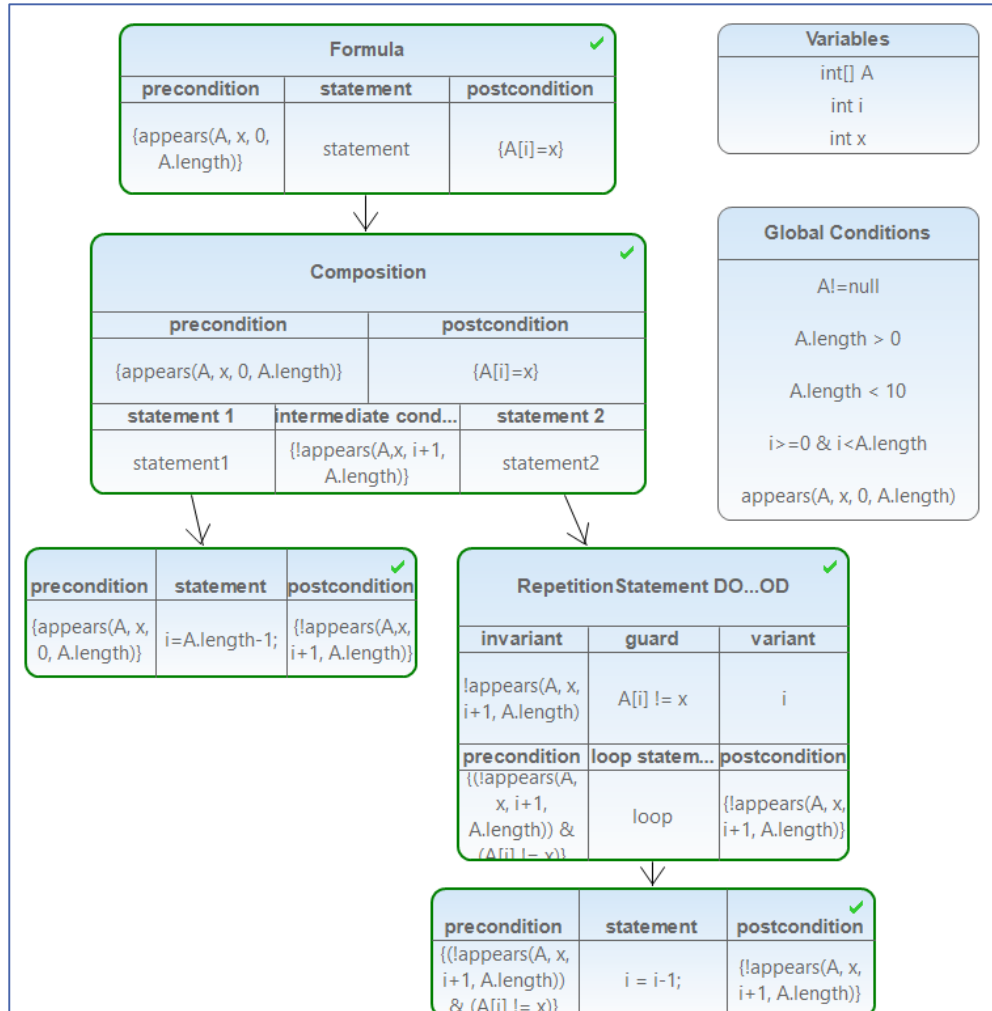 Formula
precondition statement postcondition
{appears(A, x, 0,
A.length)}
statement
{A[i]=x}
Variables
int[] A
int i
int x
Composition
precondition postcondition
{appears(A, x, 0, A.length)}
{A[i]=x}
statement 1 intermediate cond... statement 2
statement1
{!appears(A,x, i+1,
A.length)}
statement2
Global Conditions
A!=null
A.length > 0
A.length < 10
i>=0 & i<A.length
appears(A, x, 0, A.length)
precondition statement postcondition
{appears(A, x,
0, A.length)}
i=A.length-1;
{!appears(A,x,
i+1, A.length)}
RepetitionStatement DO...OD
invariant guard variant
!appears(A, x,
i+1, A.length)
A[i] != x
i
precondition loop statem... postcondition
{(!appears(A,
x, i+1,
A.length)) &
(A[i] != x)}
loop
{!appears(A, x,
i+1, A.length)}
precondition statement postcondition
{(!appears(A, x,
i+1, A.length))
& (A[i] != x)}
i = i-1;
{!appears(A, x,
i+1, A.length)}